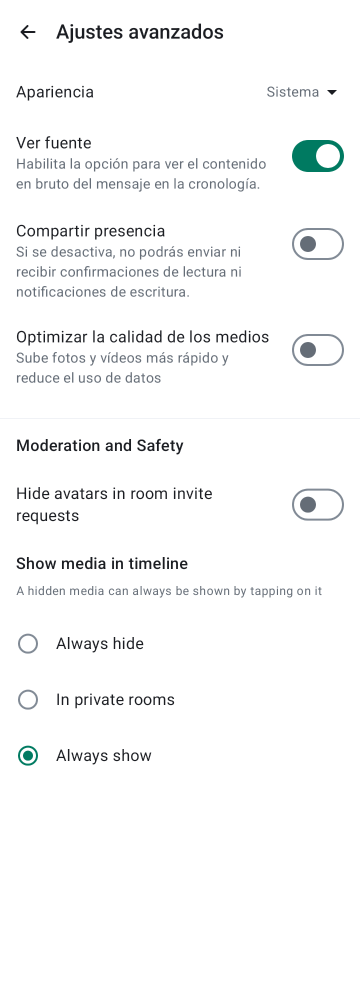 Ajustes avanzados
Apariencia
Sistema
Ver fuente
Habilita la opción para ver el contenido
en bruto del mensaje en la cronología.
Compartir presencia
Si se desactiva, no podrás enviar ni
recibir confirmaciones de lectura ni
notificaciones de escritura.
Optimizar la calidad de los medios
Sube fotos y vídeos más rápido y
reduce el uso de datos
Moderation and Safety
Hide avatars in room invite
requests
Show media in timeline
A hidden media can always be shown by tapping on it
Always hide
In private rooms
Always show